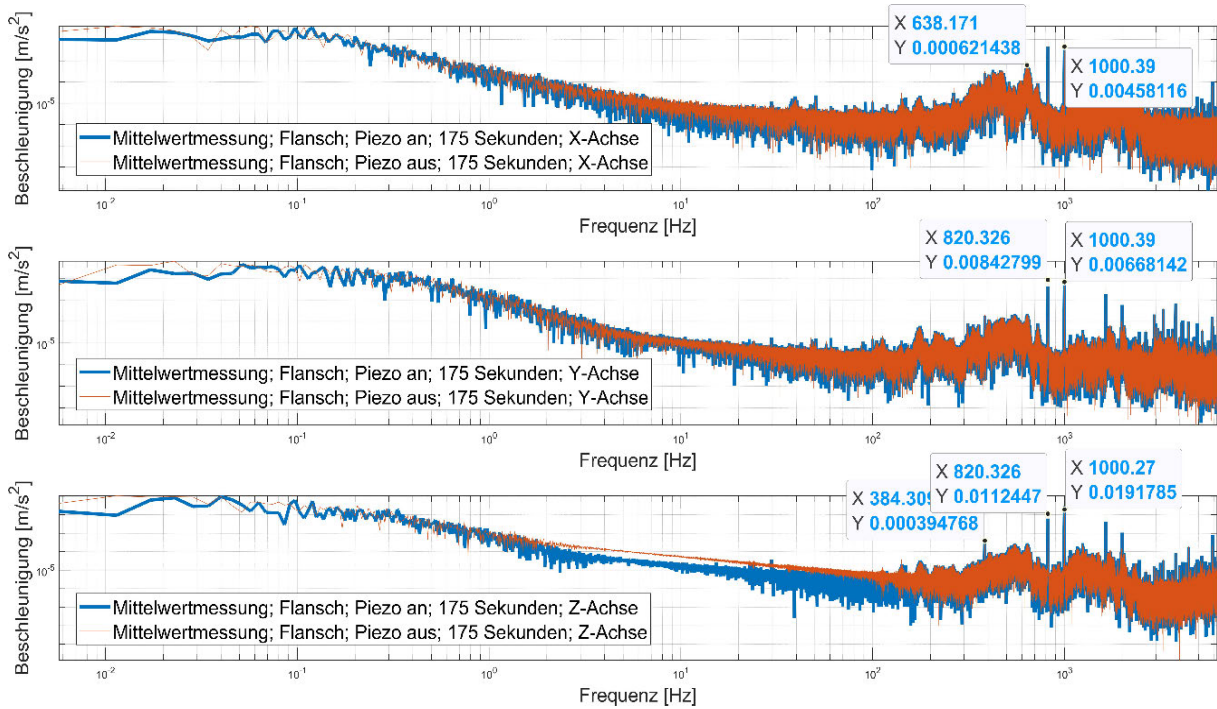 X 638.171
Y 0.000621438
X 1000.39
Y 0.00458116
Beschleunigung [m/s²]
10⁻⁵
Mittelwertmessung; Flansch; Piezo an; 175 Sekunden; X-Achse
Mittelwertmessung; Flansch; Piezo aus; 175 Sekunden; X-Achse
10⁻² 10⁻¹ 10⁰ 10¹ 10² 10³
Frequenz [Hz]
X 820.326
Y 0.00842799
X 1000.39
Y 0.00668142
Beschleunigung [m/s²]
10⁻⁵
Mittelwertmessung; Flansch; Piezo an; 175 Sekunden; Y-Achse
Mittelwertmessung; Flansch; Piezo aus; 175 Sekunden; Y-Achse
10⁻² 10⁻¹ 10⁰ 10¹ 10² 10³
Frequenz [Hz]
X 384.309
Y 0.000394768
X 820.326
Y 0.0112447
X 1000.27
Y 0.0191785
Beschleunigung [m/s²]
10⁻⁵
Mittelwertmessung; Flansch; Piezo an; 175 Sekunden; Z-Achse
Mittelwertmessung; Flansch; Piezo aus; 175 Sekunden; Z-Achse
10⁻² 10⁻¹ 10⁰ 10¹ 10² 10³
Frequenz [Hz]